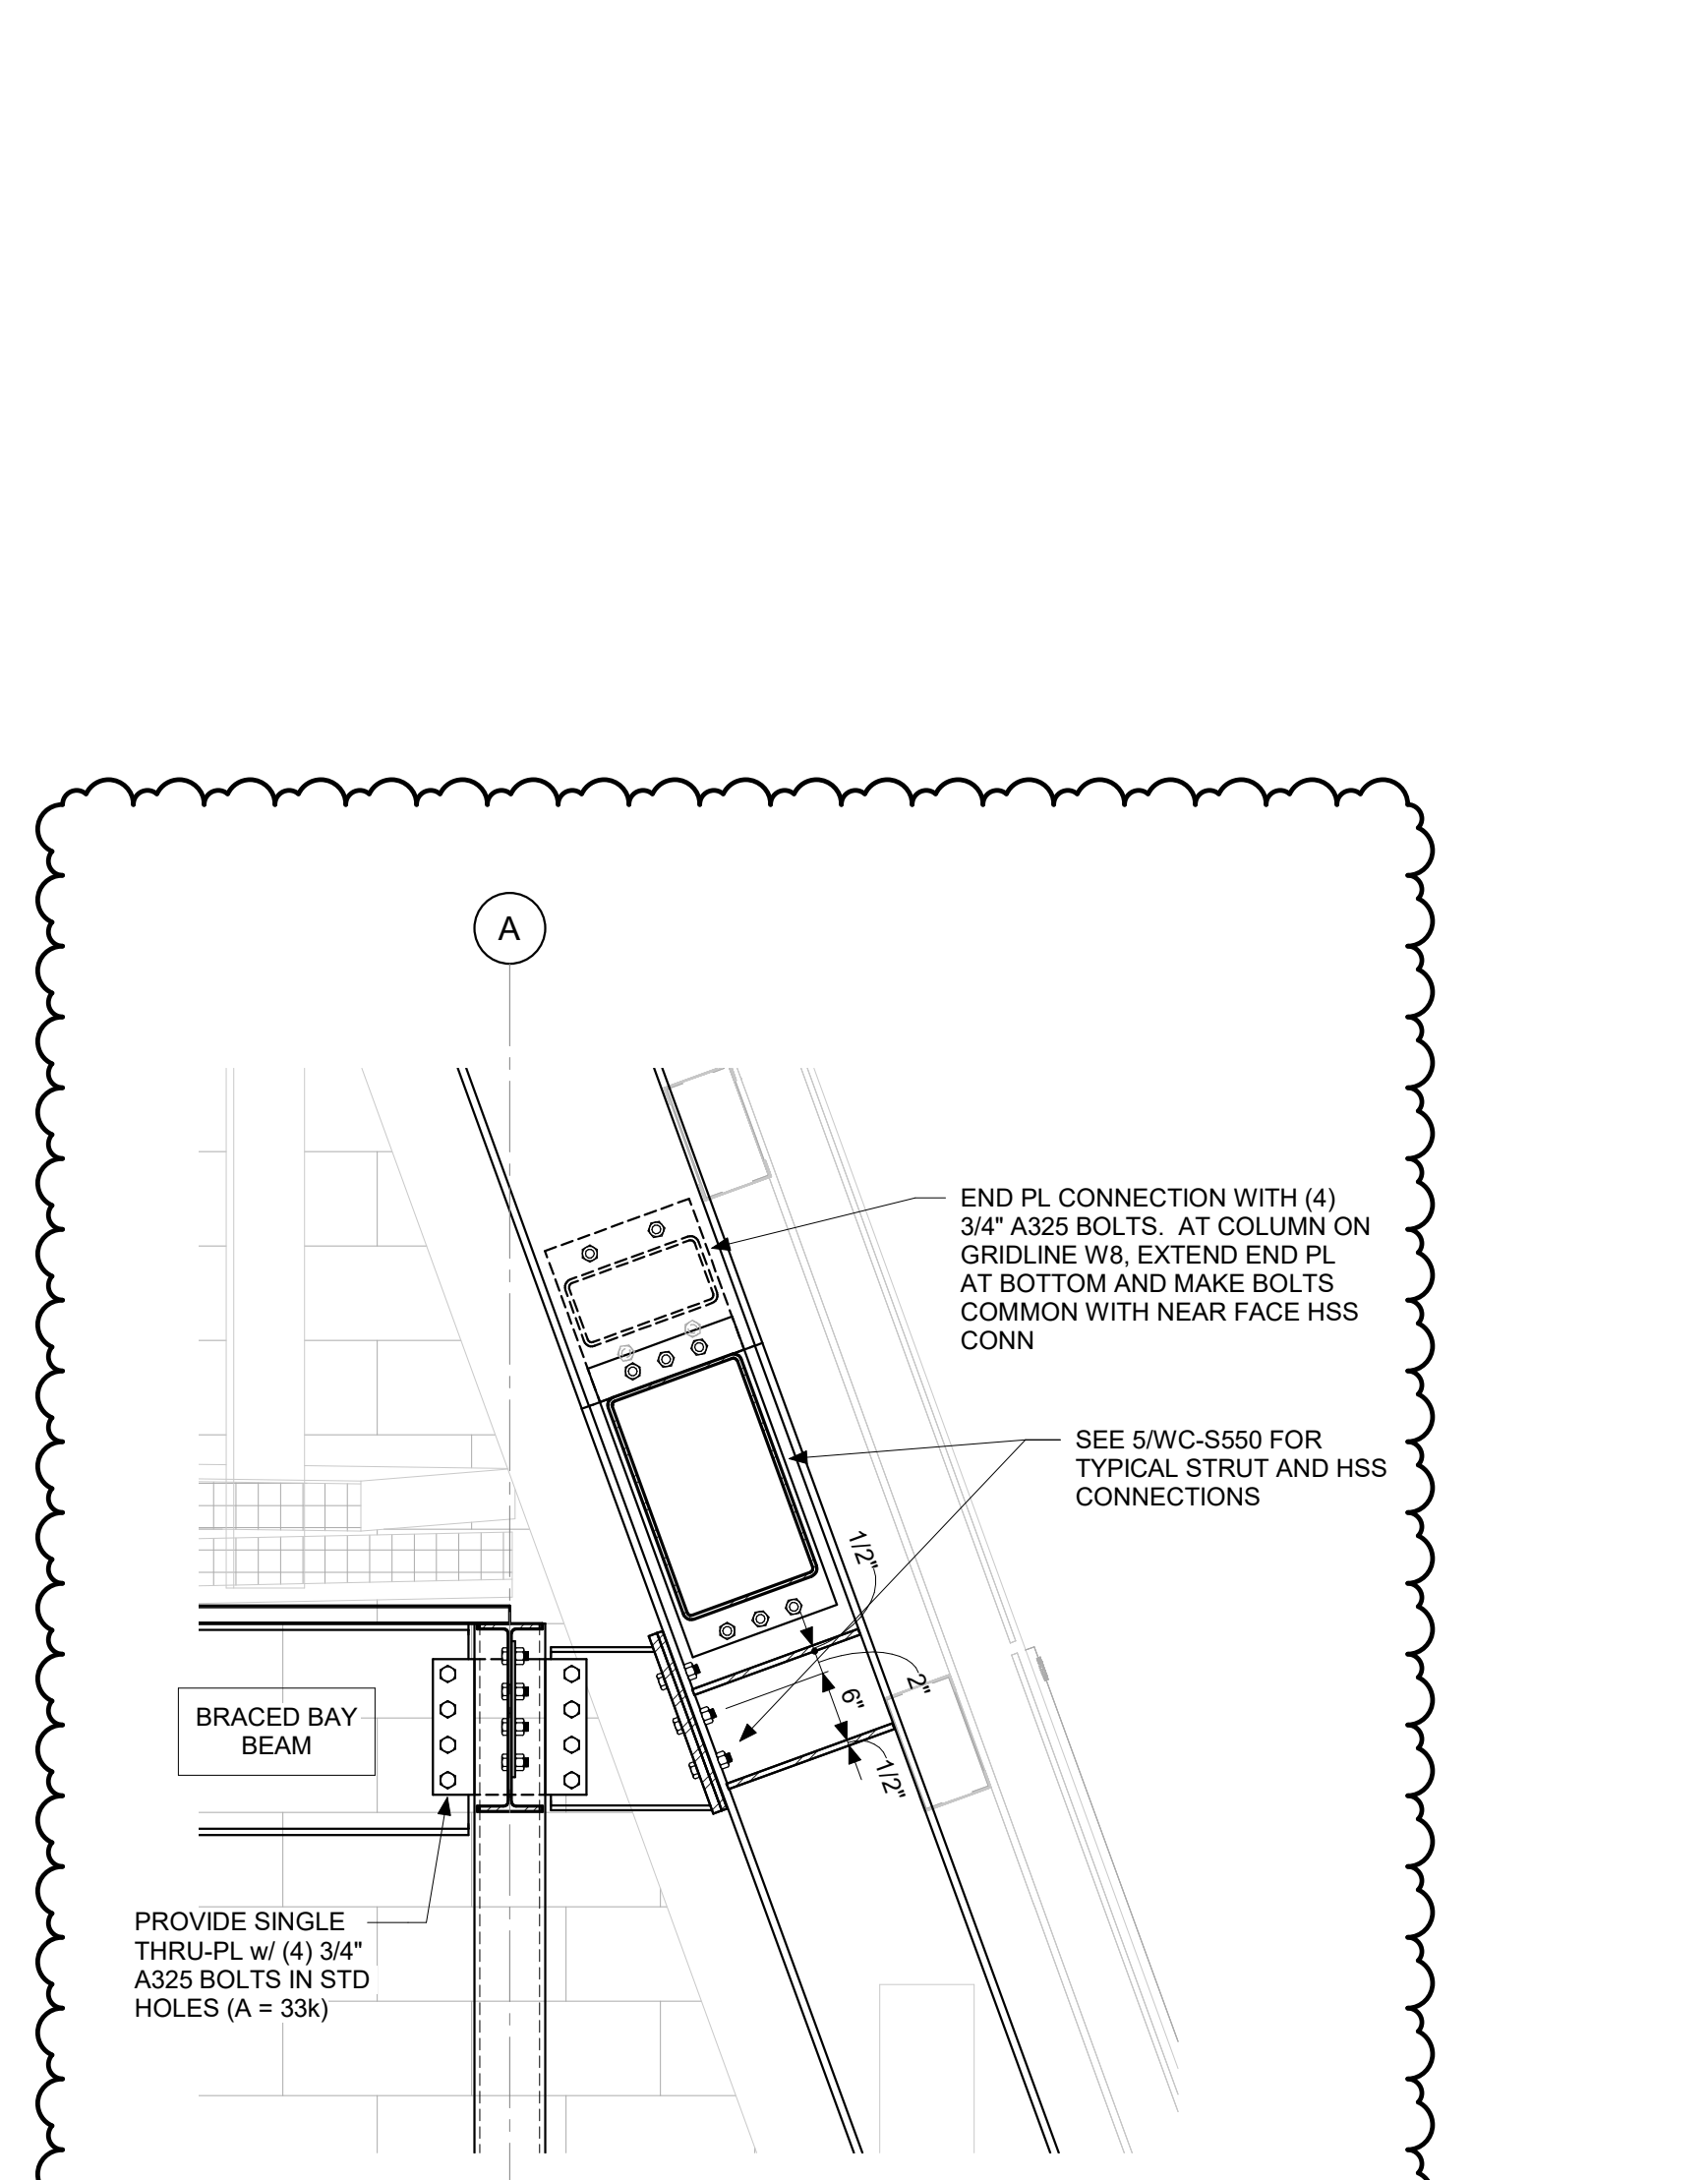 A
END PL CONNECTION WITH (4)
3/4" A325 BOLTS.  AT COLUMN ON
GRIDLINE W8, EXTEND END PL
AT BOTTOM AND MAKE BOLTS
COMMON WITH NEAR FACE HSS
CONN
SEE 5/WC-S550 FOR
TYPICAL STRUT AND HSS
CONNECTIONS
1/2"
2"
6"
1/2"
BRACED BAY
BEAM
PROVIDE SINGLE
THRU-PL w/ (4) 3/4"
A325 BOLTS IN STD
HOLES (A = 33k)